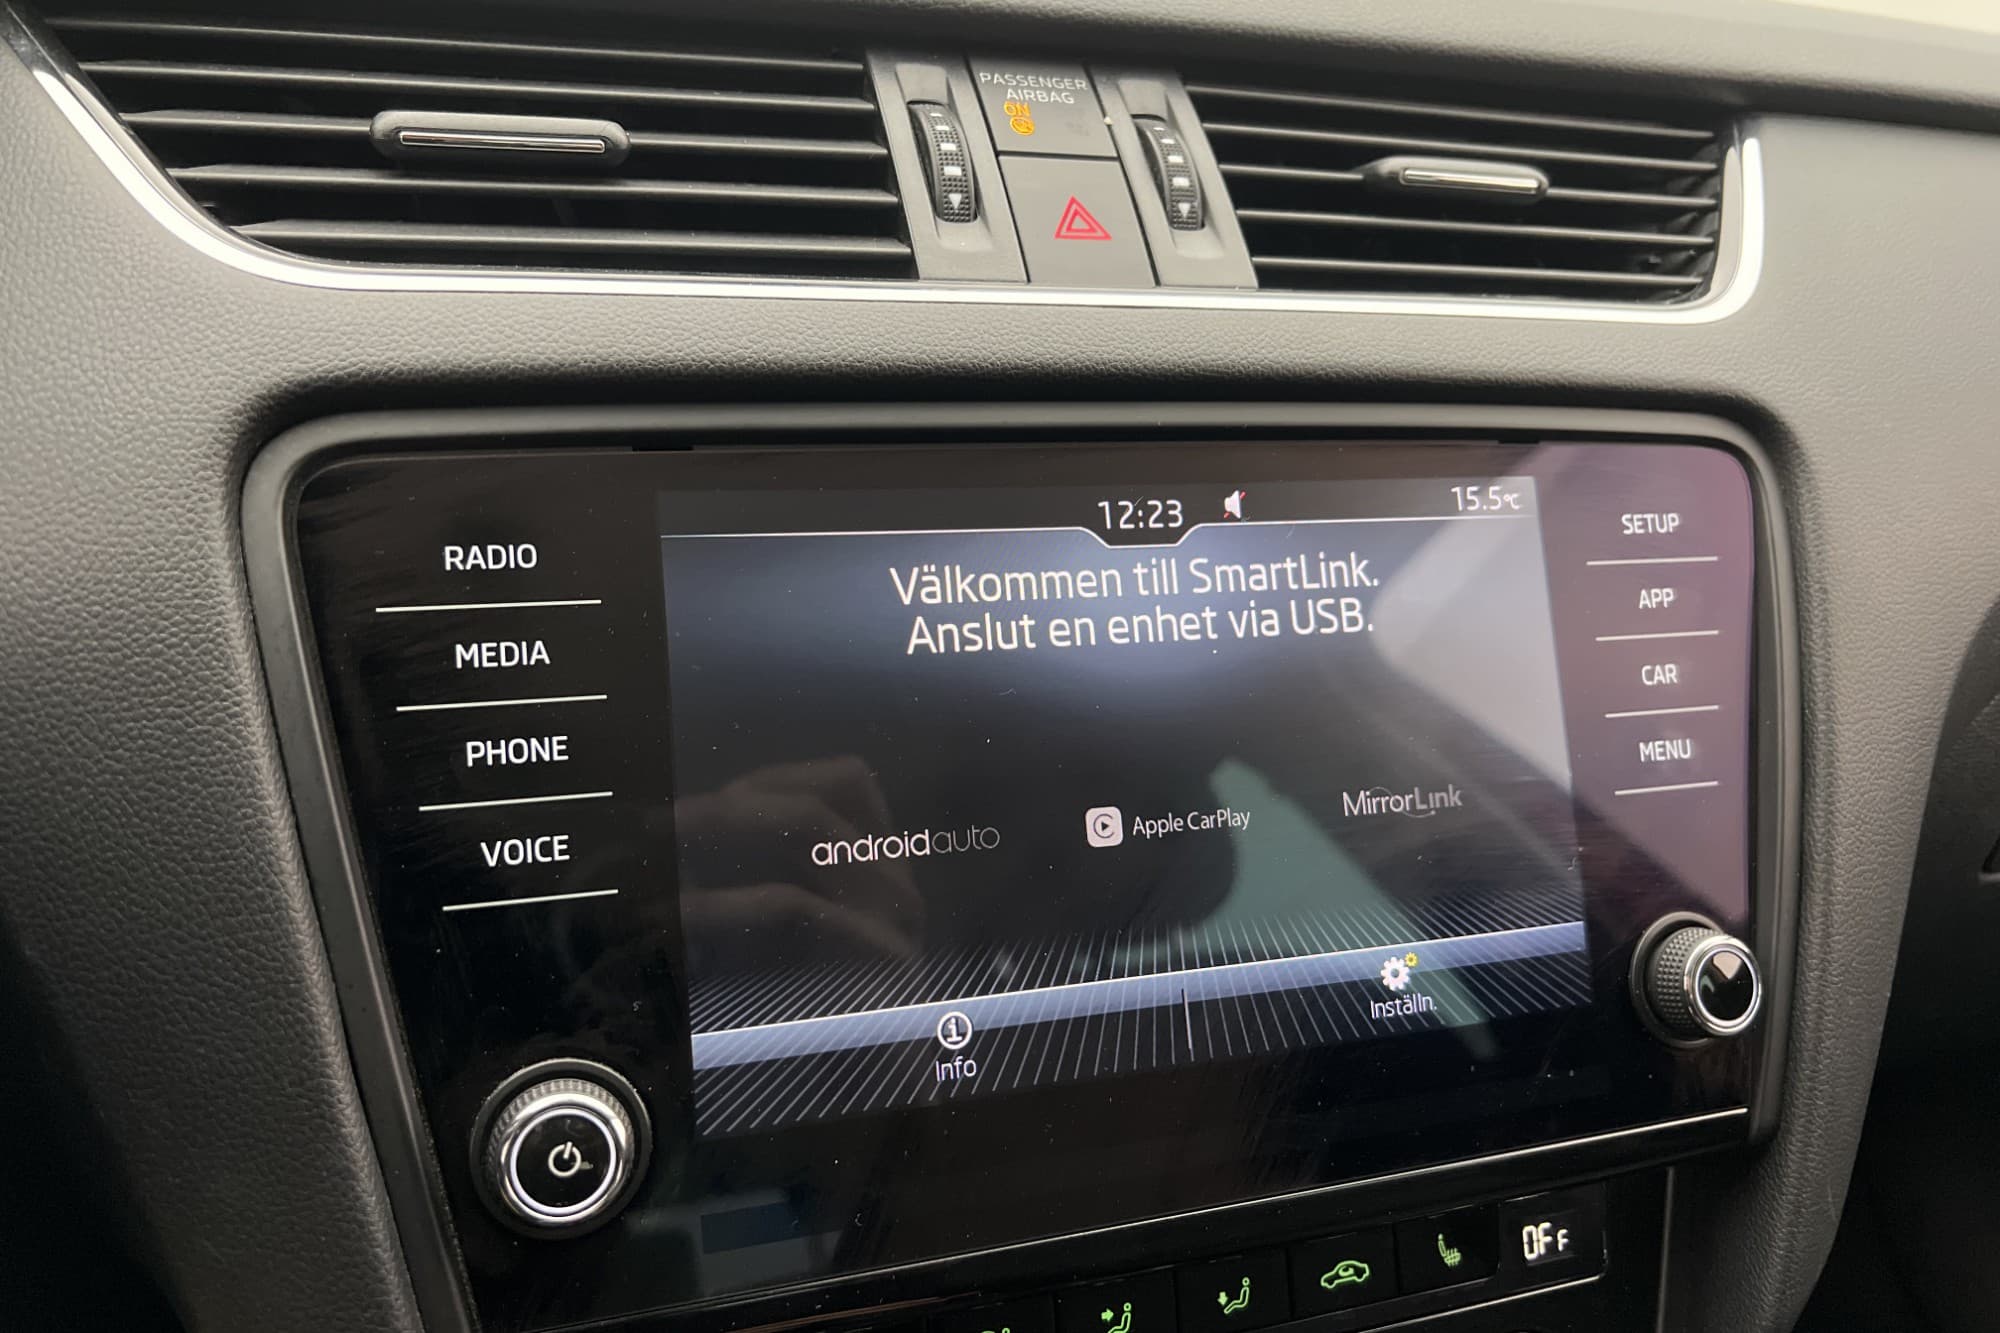 PASSENGER
AIRBAG
ON
12:23
15.5°C
RADIO
MEDIA
PHONE
VOICE
Välkommen till SmartLink.
Anslut en enhet via USB.
androidauto
Apple CarPlay
MirrorLink
Info
Inställn.
SETUP
APP
CAR
MENU
OFF